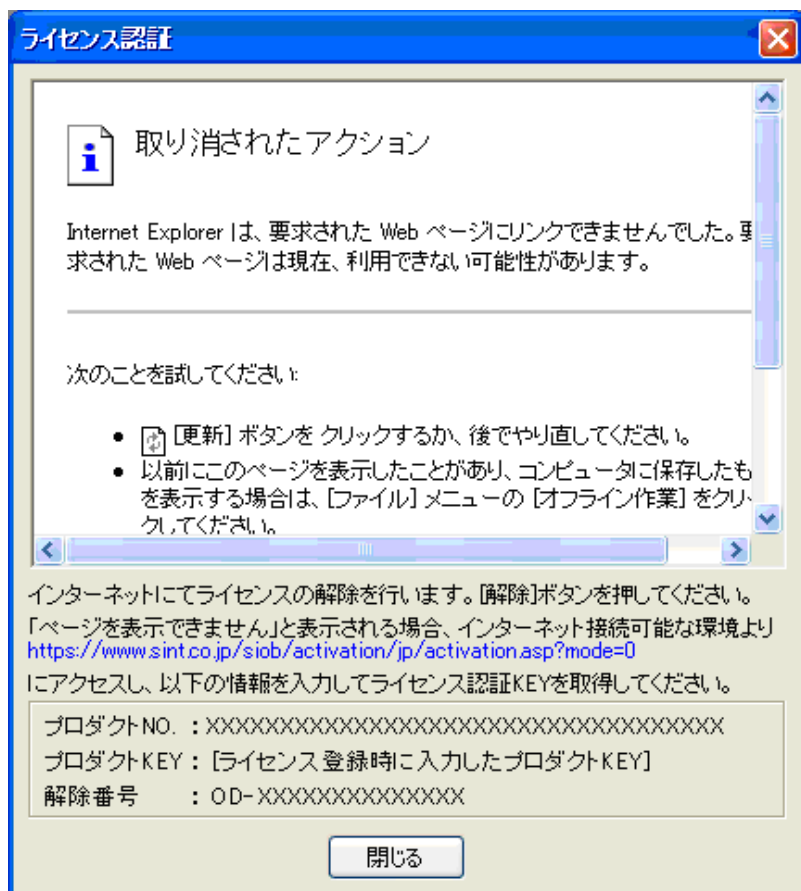 ライセンス認証
取り消されたアクション
Internet Explorer は、要求された Web ページにリンクできませんでした。要
求された Web ページは現在、利用できない可能性があります。
次のことを試してください:
● [更新] ボタンを クリックするか、後でやり直してください。
● 以前にこのページを表示したことがあり、コンピュータに保存したも
を表示する場合は、[ファイル] メニューの [オフライン作業] をクリッ
クしてください。
インターネットにてライセンスの解除を行います。[解除]ボタンを押してください。
「ページを表示できません」と表示される場合、インターネット接続可能な環境より
https://www.sint.co.jp/siob/activation/jp/activation.asp?mode=0
にアクセスし、以下の情報を入力してライセンス認証KEYを取得してください。
プロダクトNO. : XXXXXXXXXXXXXXXXXXXXXXXXXXXXXXXXXXX
プロダクトKEY : [ライセンス登録時に入力したプロダクトKEY]
解除番号 : OD-XXXXXXXXXXXXXX
閉じる